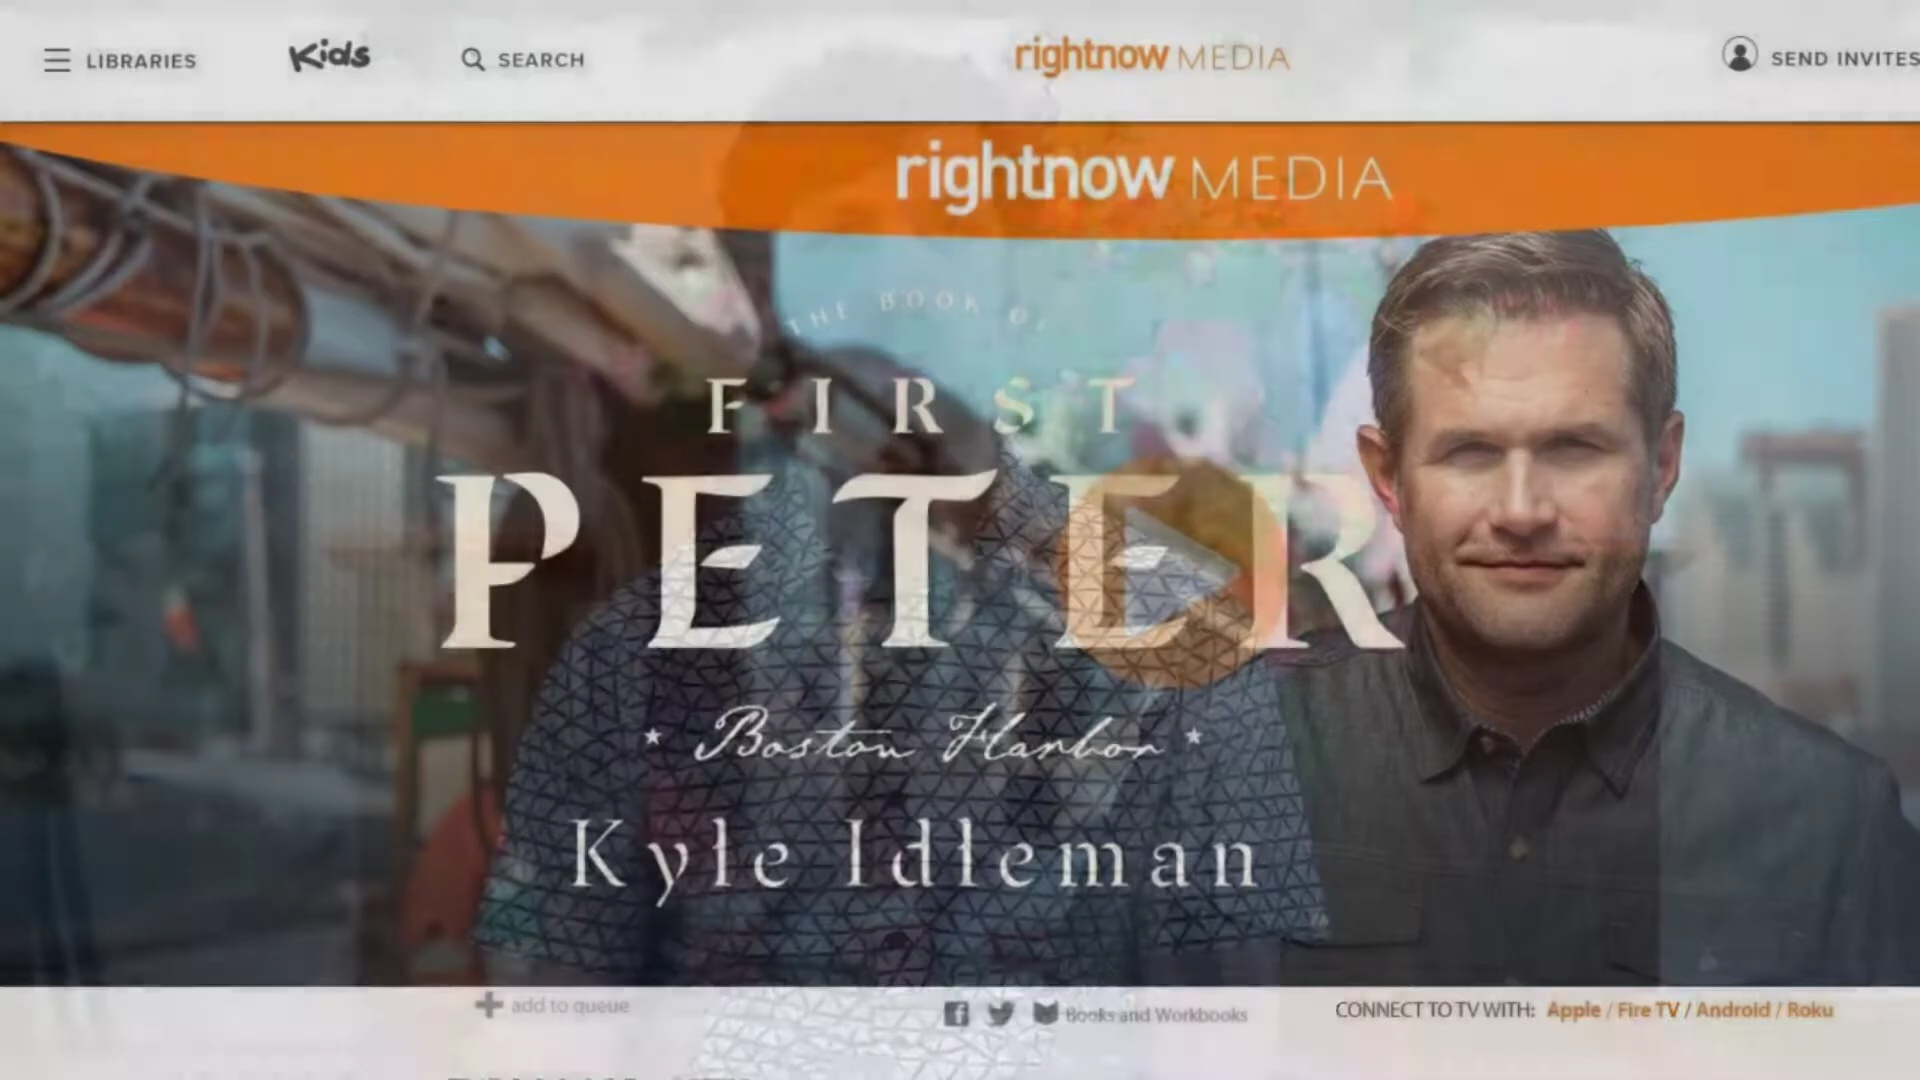 LIBRARIES
Kids
SEARCH
rightnow MEDIA
SEND INVITES
rightnow MEDIA
THE BOOK OF
FIRST
PETER
Boston Harbor
Kyle Idleman
add to queue
Books and Workbooks
CONNECT TO TV WITH: Apple / Fire TV / Android / Roku